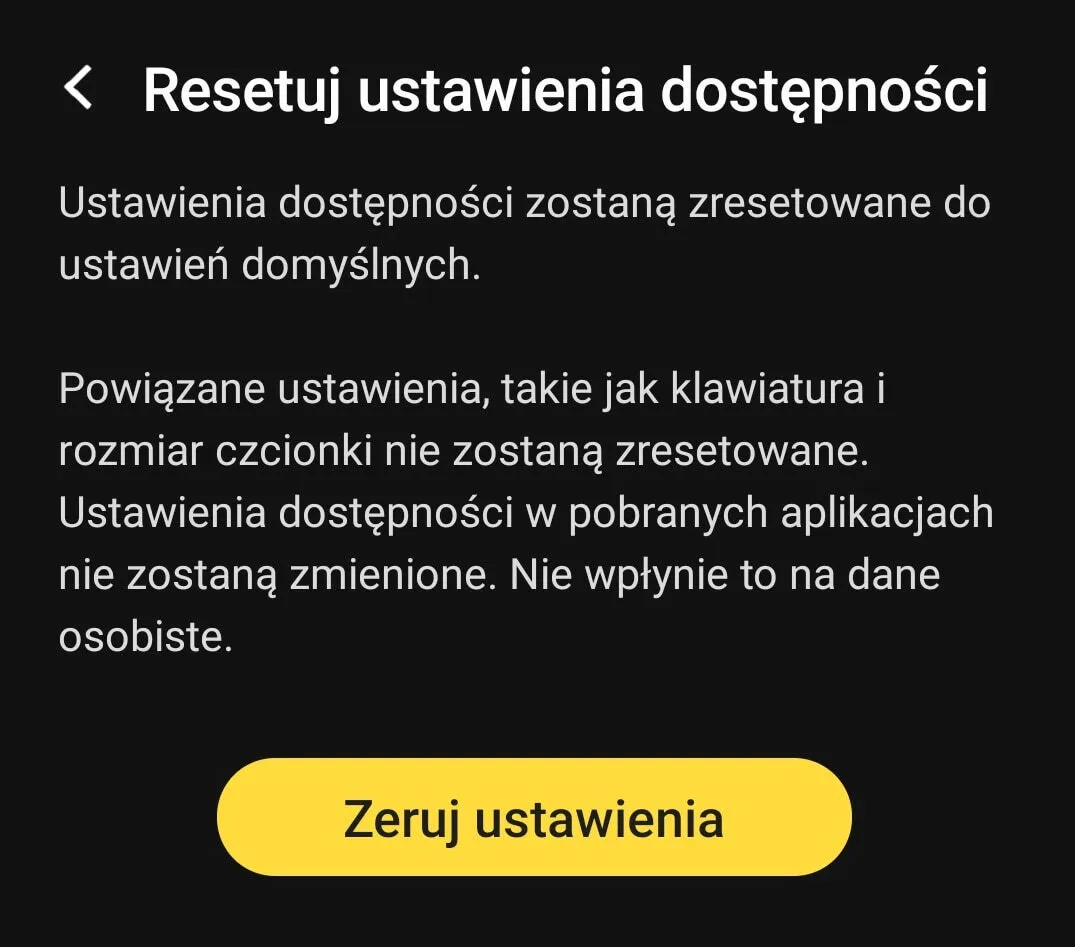 Resetuj ustawienia dostępności
Ustawienia dostępności zostaną zresetowane do
ustawień domyślnych.
Powiązane ustawienia, takie jak klawiatura i
rozmiar czcionki nie zostaną zresetowane.
Ustawienia dostępności w pobranych aplikacjach
nie zostaną zmienione. Nie wpłynie to na dane
osobiste.
Zeruj ustawienia